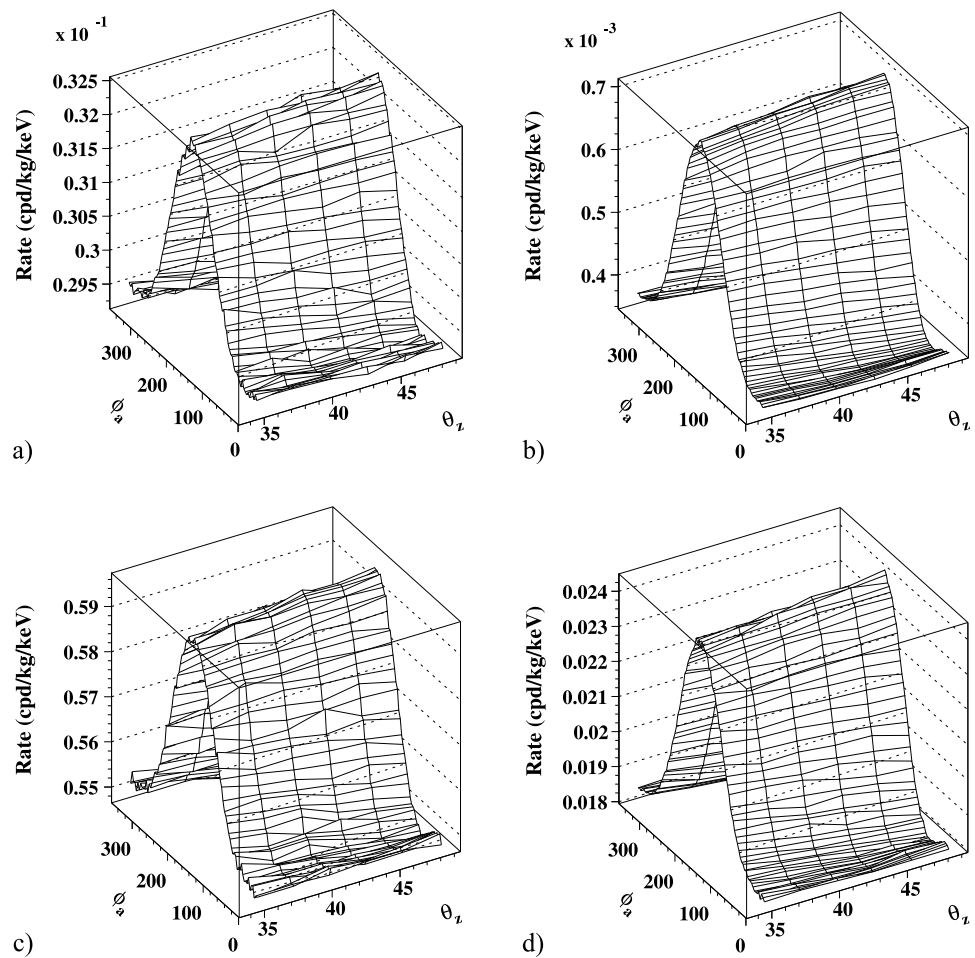 x 10 -1
0.325
0.32
0.315
0.31
0.305
0.3
0.295
Rate (cpd/kg/keV)
300
200
100
0
ϕa
35
40
45
θz
a)
x 10 -3
0.7
0.6
0.5
0.4
Rate (cpd/kg/keV)
300
200
100
0
ϕa
35
40
45
θz
b)
0.59
0.58
0.57
0.56
0.55
Rate (cpd/kg/keV)
300
200
100
0
ϕa
35
40
45
θz
c)
0.024
0.023
0.022
0.021
0.02
0.019
0.018
Rate (cpd/kg/keV)
300
200
100
0
ϕa
35
40
45
θz
d)